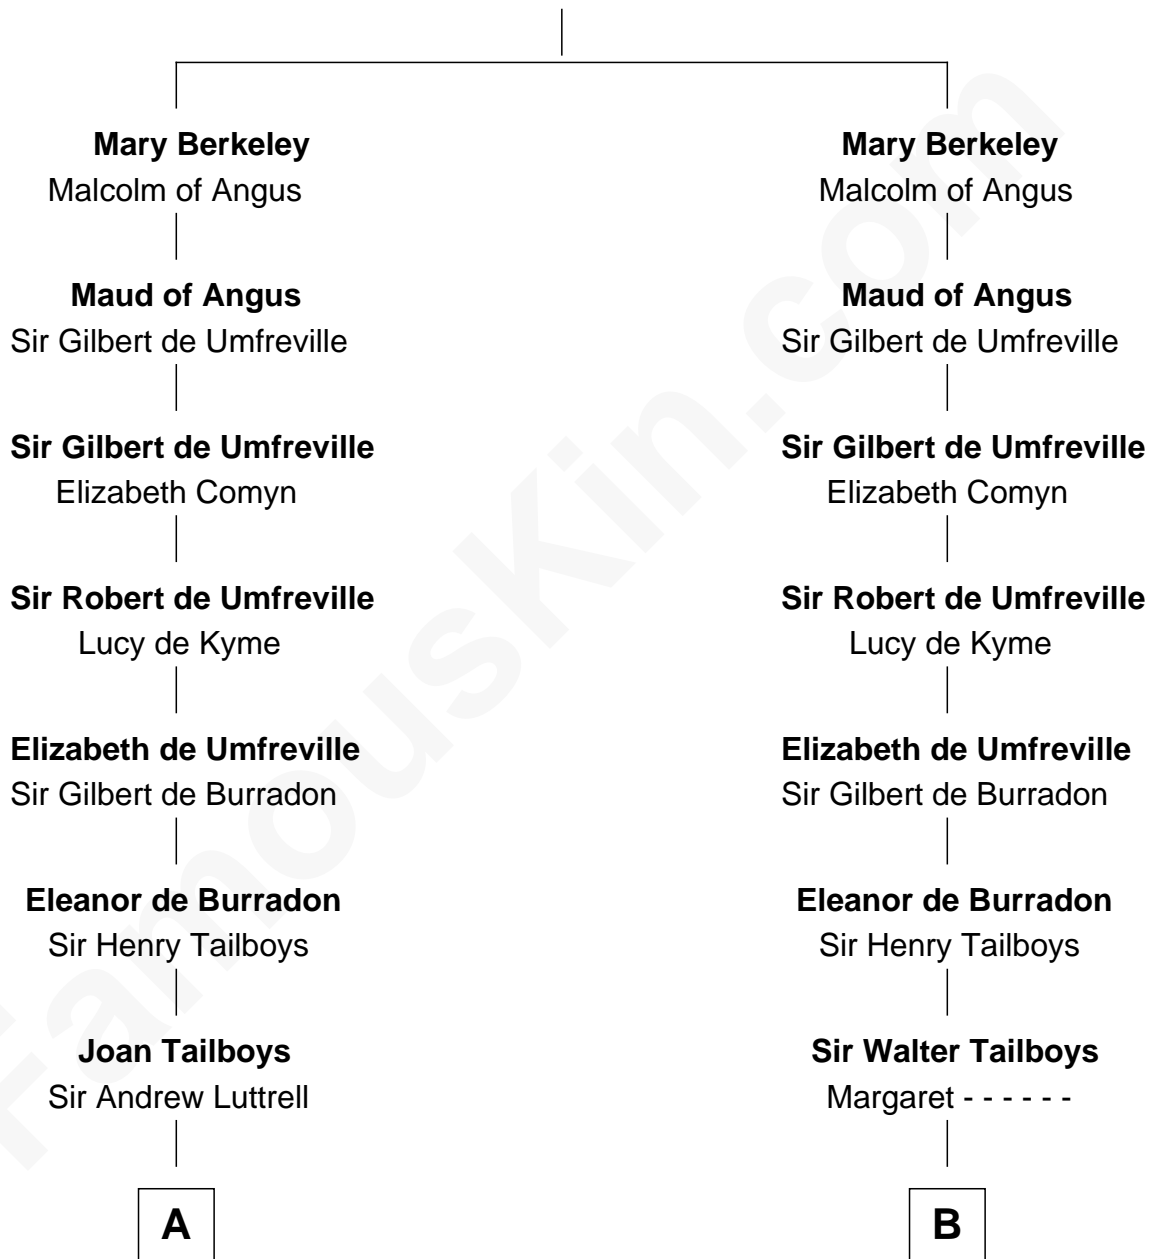 Mary Berkeley
Malcolm of Angus
Maud of Angus
Sir Gilbert de Umfreville
Sir Gilbert de Umfreville
Elizabeth Comyn
Sir Robert de Umfreville
Lucy de Kyme
Elizabeth de Umfreville
Sir Gilbert de Burradon
Eleanor de Burradon
Sir Henry Tailboys
Joan Tailboys
Sir Andrew Luttrell
A
Mary Berkeley
Malcolm of Angus
Maud of Angus
Sir Gilbert de Umfreville
Sir Gilbert de Umfreville
Elizabeth Comyn
Sir Robert de Umfreville
Lucy de Kyme
Elizabeth de Umfreville
Sir Gilbert de Burradon
Eleanor de Burradon
Sir Henry Tailboys
Sir Walter Tailboys
Margaret - - - - - -
B
FamousKin.com